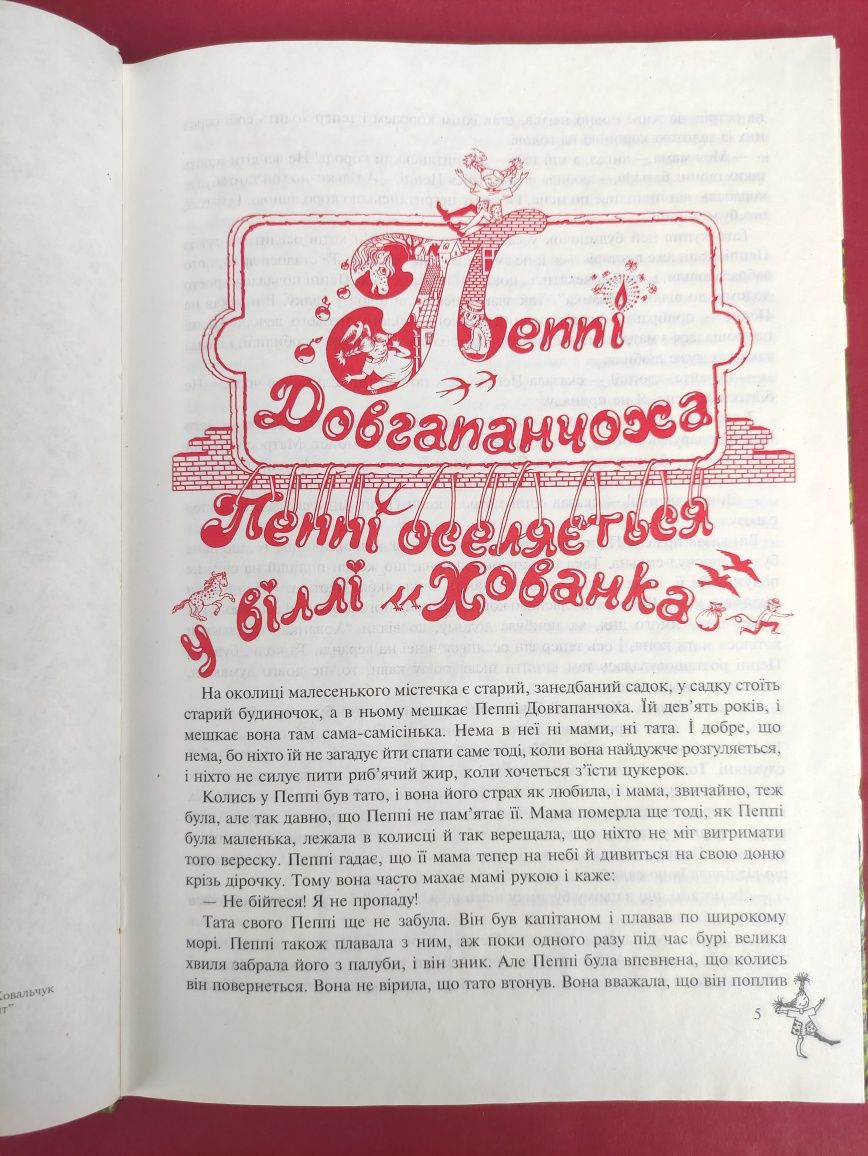 Пеппі
Довгапанчоха
Пеппі оселяється
у віллі „Хованка”
На околиці малесенького містечка є старий, занедбаний садок, у садку стоїть
старий будиночок, а в ньому мешкає Пеппі Довгапанчоха. Їй дев’ять років, і
мешкає вона там сама-самісінька. Нема в неї ні мами, ні тата. І добре, що
нема, бо ніхто їй не загадує йти спати саме тоді, коли вона найдужче розгуляється,
і ніхто не силує пити риб’ячий жир, коли хочеться з’їсти цукерок.
Колись у Пеппі був тато, і вона його страх як любила, і мама, звичайно, теж
була, але так давно, що Пеппі не пам’ятає її. Мама померла ще тоді, як Пеппі
була маленька, лежала в колисці й так верещала, що ніхто не міг витримати
того вереску. Пеппі гадає, що її мама тепер на небі й дивиться на свою доню
крізь дірочку. Тому вона часто махає мамі рукою і каже:
— Не бійтеся! Я не пропаду!
Тата свого Пеппі ще не забула. Він був капітаном і плавав по широкому
морі. Пеппі також плавала з ним, аж поки одного разу під час бурі велика
хвиля забрала його з палуби, і він зник. Але Пеппі була впевнена, що колись
він повернеться. Вона не вірила, що тато втонув. Вона вважала, що він поплив
5
Ковальчук